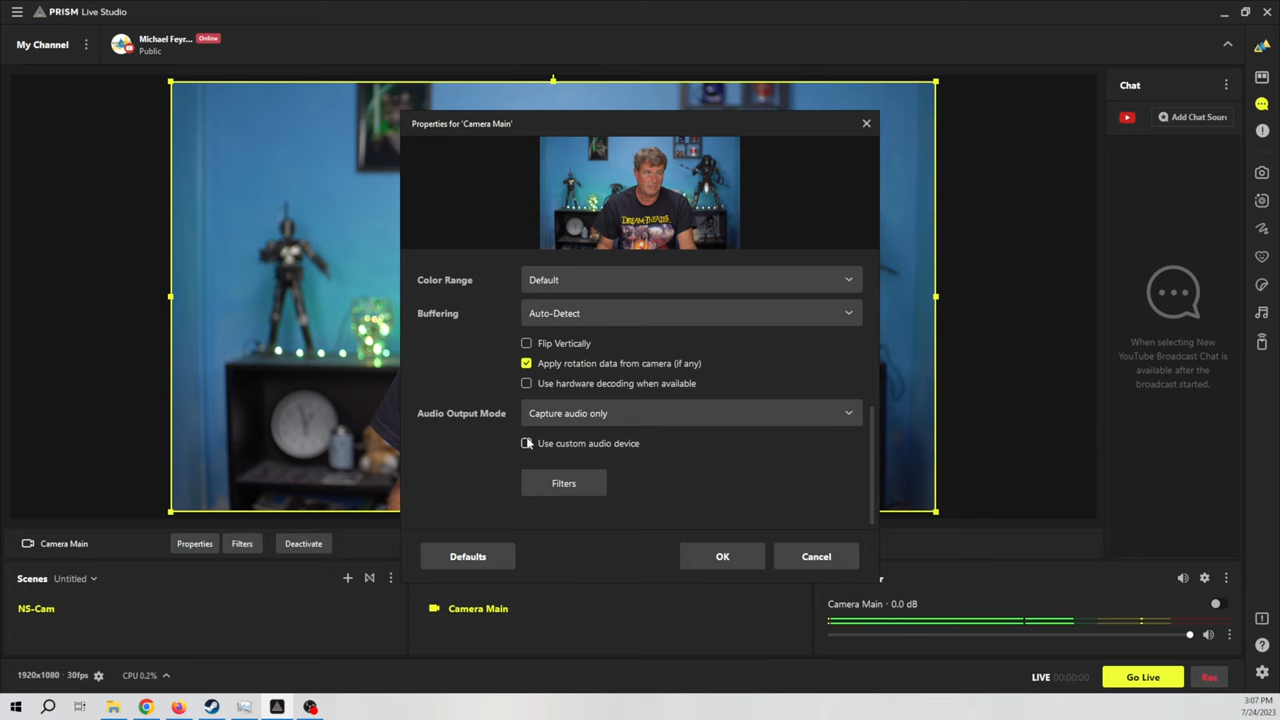 PRISM Live Studio
My Channel
Michael Feyr...
Online
Public
Chat
Add Chat Sourc
Properties for 'Camera Main'
DREAM THEATER
Color Range
Default
Buffering
Auto-Detect
Flip Vertically
Apply rotation data from camera (if any)
Use hardware decoding when available
Audio Output Mode
Capture audio only
Use custom audio device
Filters
Defaults
OK
Cancel
When selecting New
YouTube Broadcast Chat is
available after the
broadcast started.
Camera Main
Properties
Filters
Deactivate
Scenes
Untitled
r
NS-Cam
Camera Main
Camera Main · 0.0 dB
1920x1080 · 30fps
CPU 0.2%
LIVE 00:00:00
Go Live
Rec
3:07 PM
7/24/2023